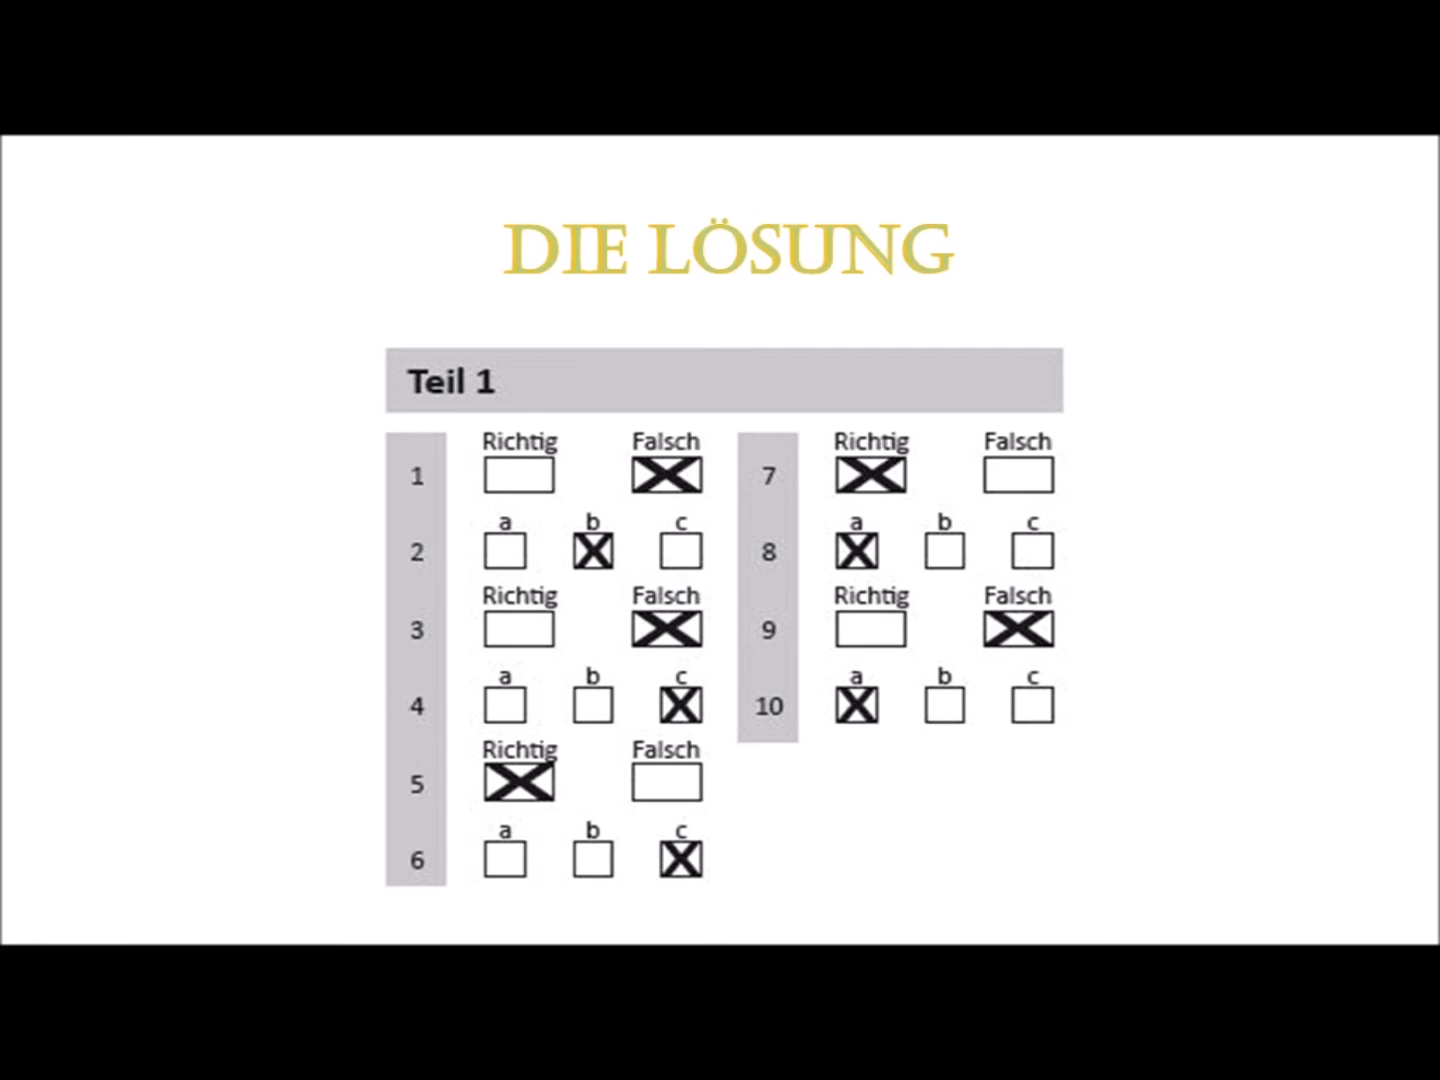 DIE LÖSUNG
Teil 1
1 Richtig Falsch
2 a b c
3 Richtig Falsch
4 a b c
5 Richtig Falsch
6 a b c
7 Richtig Falsch
8 a b c
9 Richtig Falsch
10 a b c